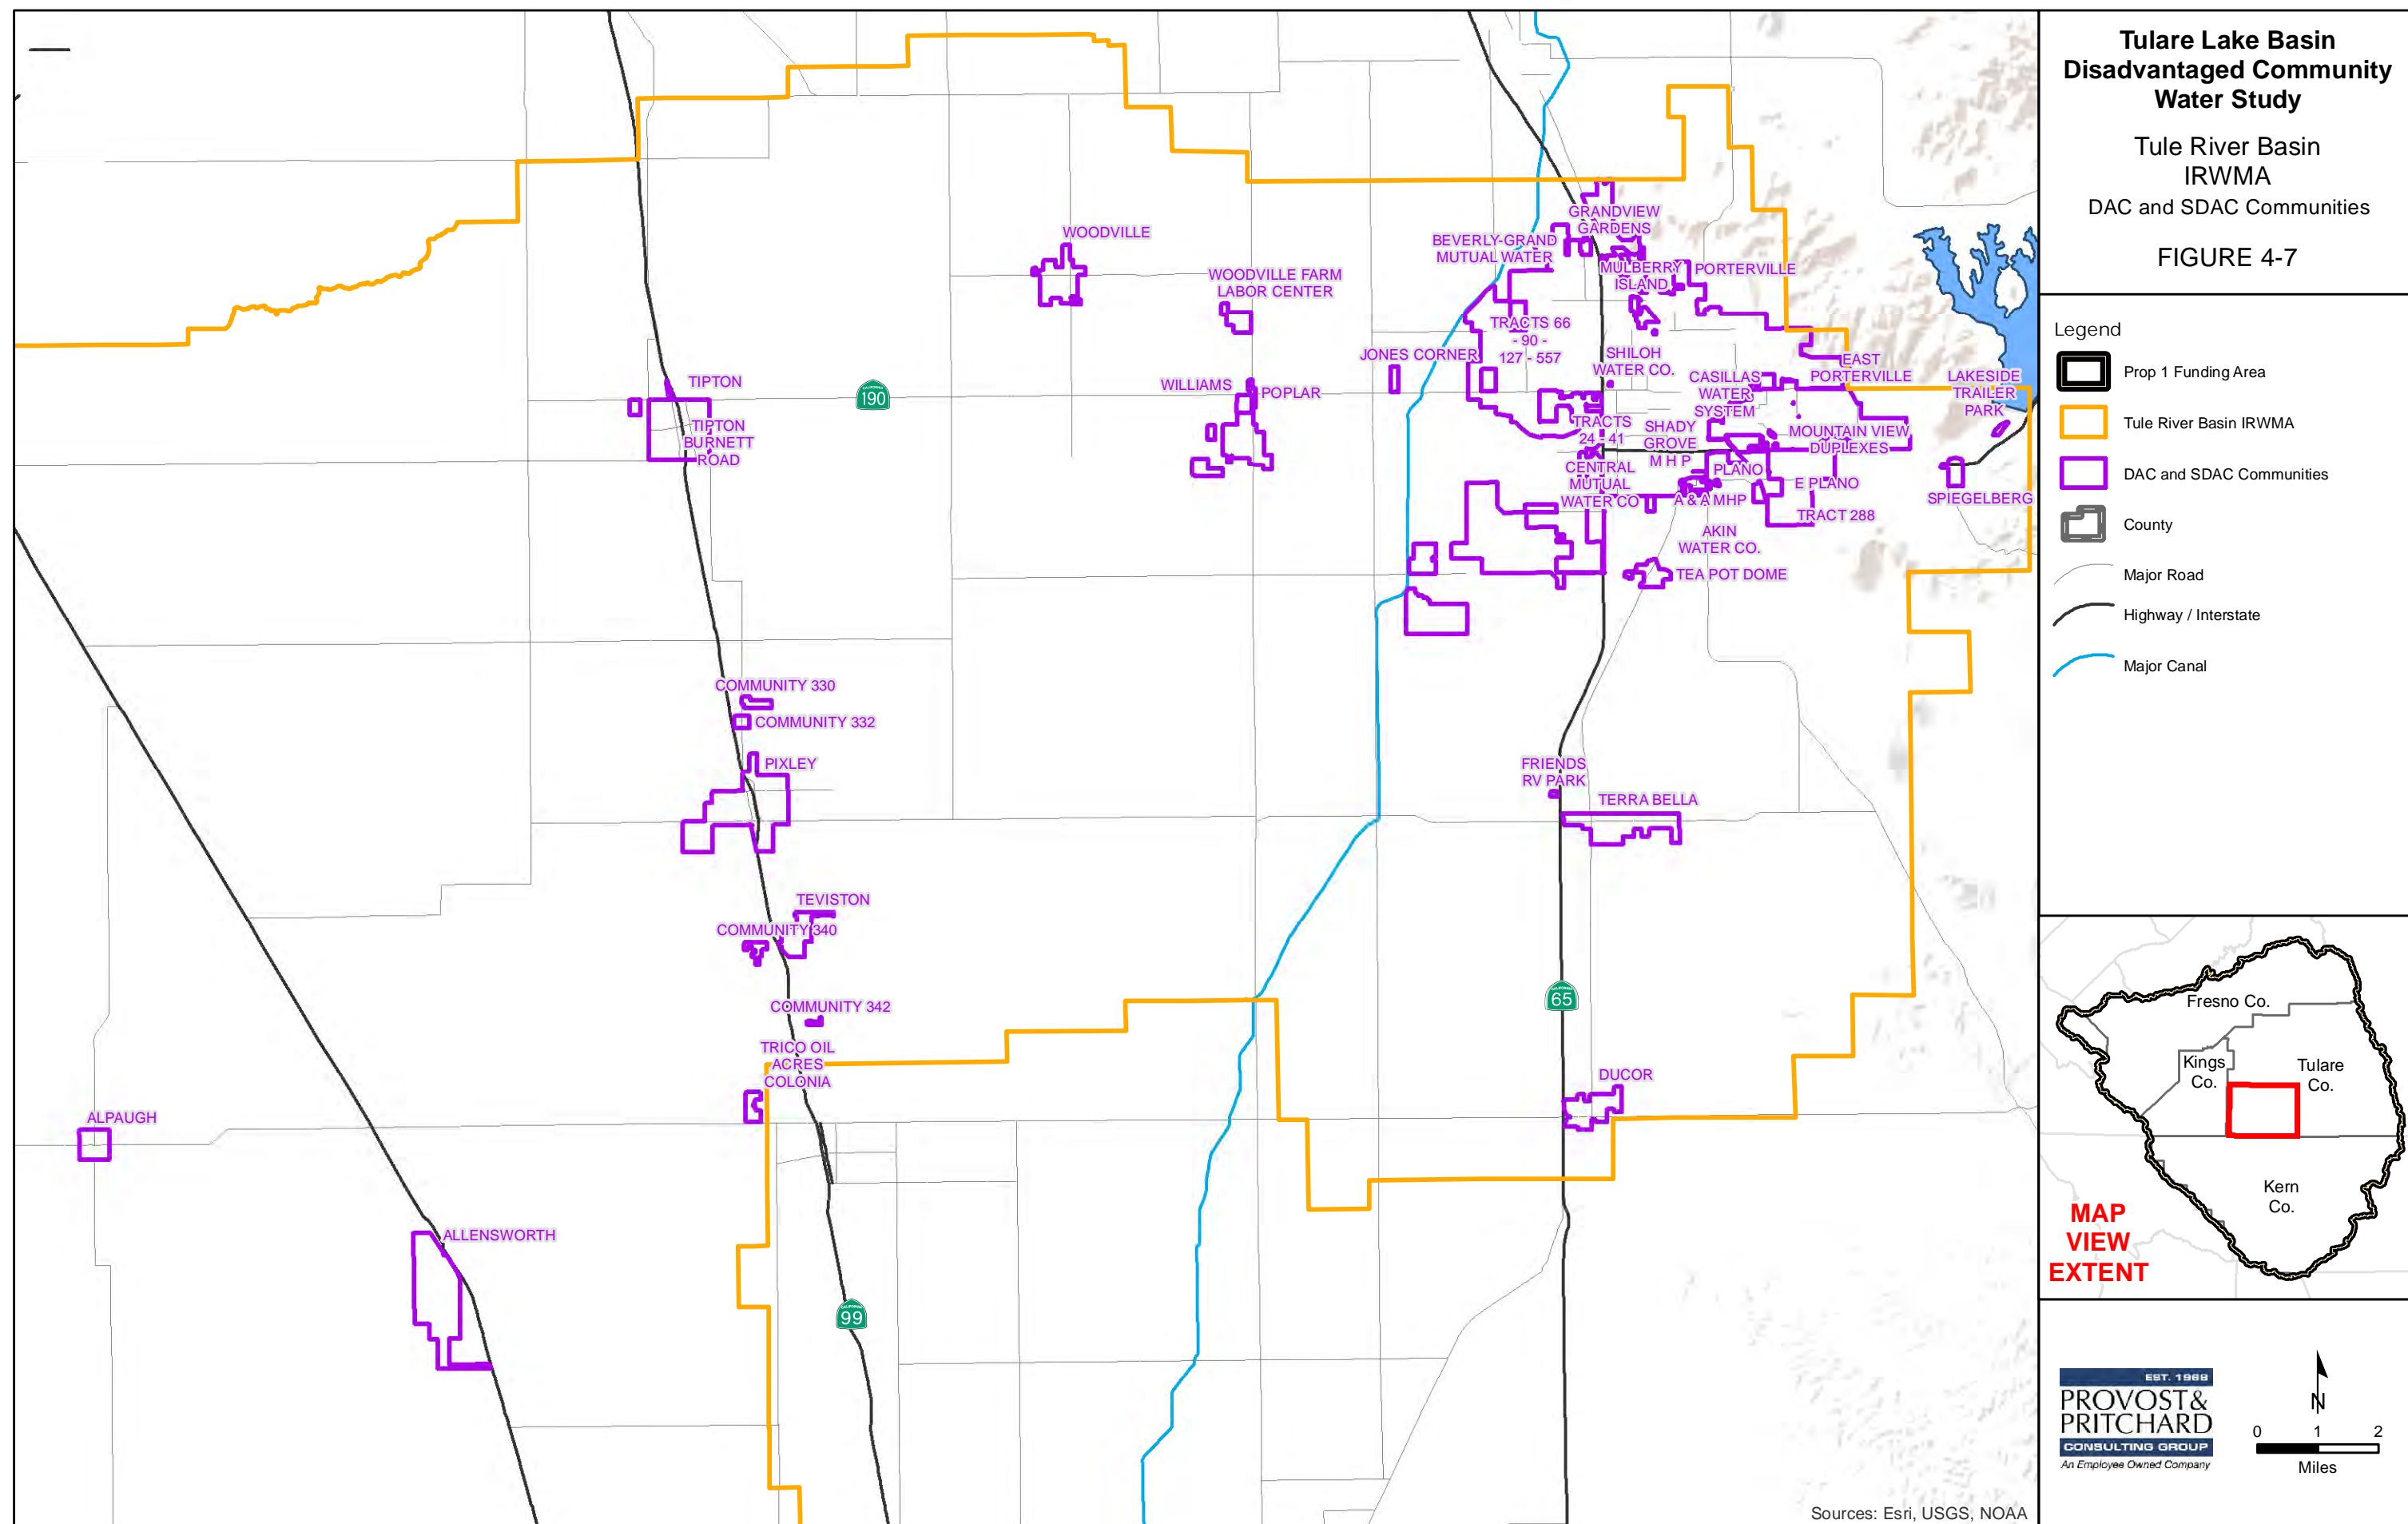 Tulare Lake Basin
Disadvantaged Community
Water Study
Tule River Basin
IRWMA
DAC and SDAC Communities
FIGURE 4-7
Legend
Prop 1 Funding Area
Tule River Basin IRWMA
DAC and SDAC Communities
County
Major Road
Highway / Interstate
Major Canal
GRANDVIEW
GARDENS
BEVERLY-GRAND
MUTUAL WATER
WOODVILLE
WOODVILLE FARM
LABOR CENTER
MULBERRY
ISLAND
PORTERVILLE
TRACTS 66
- 90 -
127 - 557
JONES CORNER
SHILOH
WATER CO.
EAST
PORTERVILLE
CASILLAS
WATER
SYSTEM
LAKESIDE
TRAILER
PARK
TIPTON
CALIFORNIA
190
WILLIAMS
POPLAR
TIPTON
BURNETT
ROAD
TRACTS
24 - 41
SHADY
GROVE
M H P
MOUNTAIN VIEW
DUPLEXES
CENTRAL
MUTUAL
WATER CO
PLANO
A & A MHP
E PLANO
SPIEGELBERG
TRACT 288
AKIN
WATER CO.
TEA POT DOME
COMMUNITY 330
COMMUNITY 332
PIXLEY
FRIENDS
RV PARK
TERRA BELLA
TEVISTON
COMMUNITY 340
CALIFORNIA
65
COMMUNITY 342
TRICO OIL
ACRES
COLONIA
DUCOR
ALPAUGH
ALLENSWORTH
CALIFORNIA
99
Sources: Esri, USGS, NOAA
Fresno Co.
Kings
Co.
Tulare
Co.
Kern
Co.
MAP
VIEW
EXTENT
EST. 1968
PROVOST&
PRITCHARD
CONSULTING GROUP
An Employee Owned Company
N
0 1 2
Miles